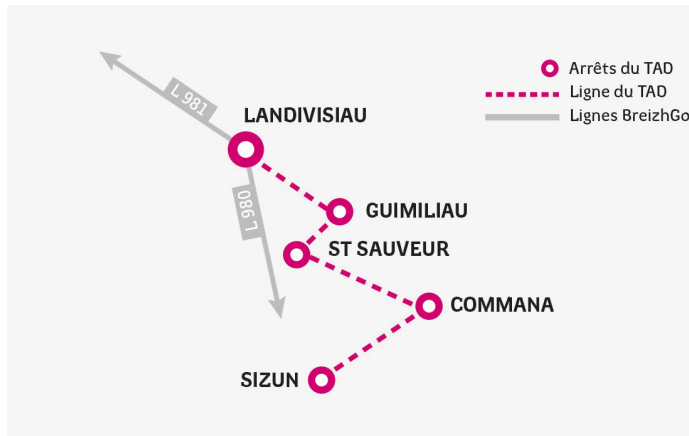 Arrêts du TAD
Ligne du TAD
Lignes BreizhGo
L 981
LANDIVISIAU
L 980
GUIMILIAU
ST SAUVEUR
COMMANA
SIZUN